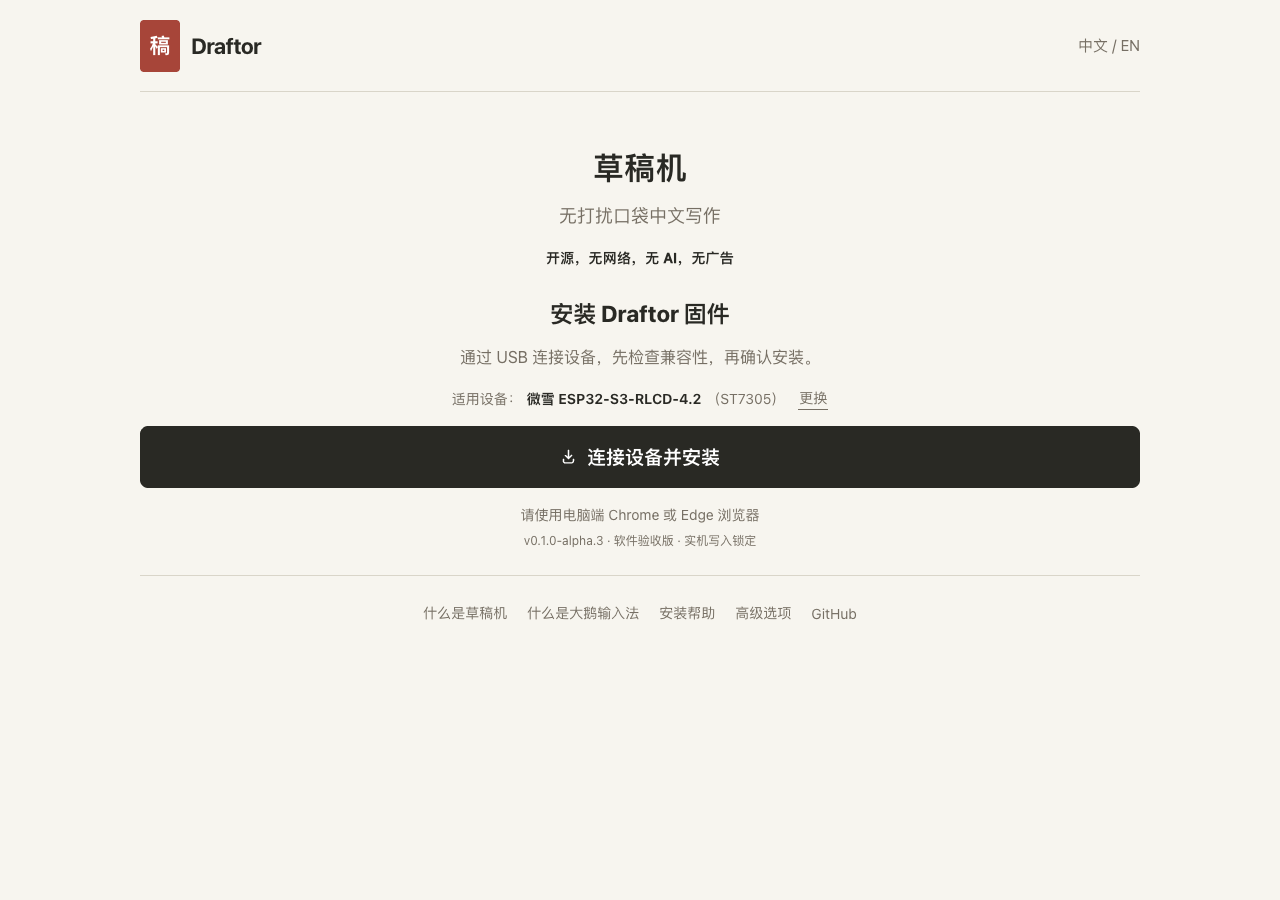 稿 Draftor
中文 / EN
草稿机
无打扰口袋中文写作
开源，无网络，无 AI，无广告
安装 Draftor 固件
通过 USB 连接设备，先检查兼容性，再确认安装。
适用设备： 微雪 ESP32-S3-RLCD-4.2 （ST7305） 更换
连接设备并安装
请使用电脑端 Chrome 或 Edge 浏览器
v0.1.0-alpha.3 · 软件验收版 · 实机写入锁定
什么是草稿机 什么是大鹅输入法 安装帮助 高级选项 GitHub